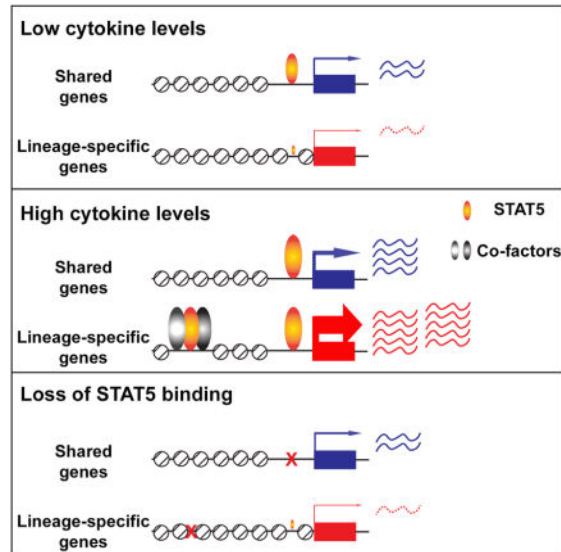 Low cytokine levels
Shared
genes
Lineage-specific
genes
High cytokine levels
STAT5
Co-factors
Shared
genes
Lineage-specific
genes
Loss of STAT5 binding
Shared
genes
X
Lineage-specific
genes
X